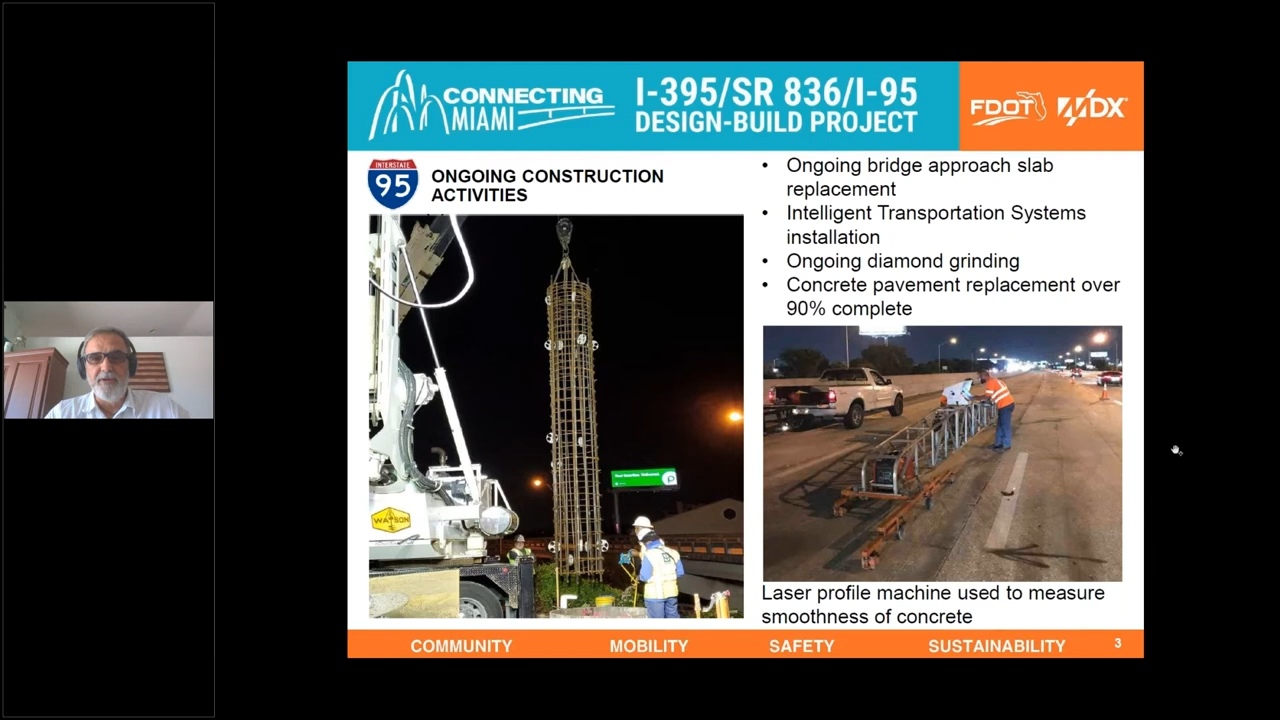 CONNECTING
MIAMI
I-395/SR 836/I-95
DESIGN-BUILD PROJECT
FDOT
MDX
INTERSTATE
95
ONGOING CONSTRUCTION
ACTIVITIES
• Ongoing bridge approach slab
replacement
• Intelligent Transportation Systems
installation
• Ongoing diamond grinding
• Concrete pavement replacement over
90% complete
WATSON
Laser profile machine used to measure
smoothness of concrete
COMMUNITY
MOBILITY
SAFETY
SUSTAINABILITY
3